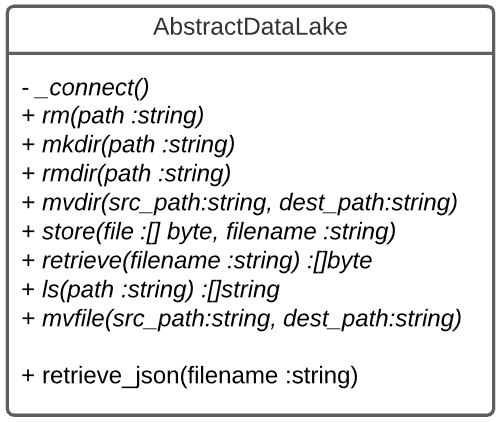 AbstractDataLake
- _connect()
+ rm(path :string)
+ mkdir(path :string)
+ rmdir(path :string)
+ mvdir(src_path:string, dest_path:string)
+ store(file :[] byte, filename :string)
+ retrieve(filename :string) :[]byte
+ ls(path :string) :[]string
+ mvfile(src_path:string, dest_path:string)
+ retrieve_json(filename :string)